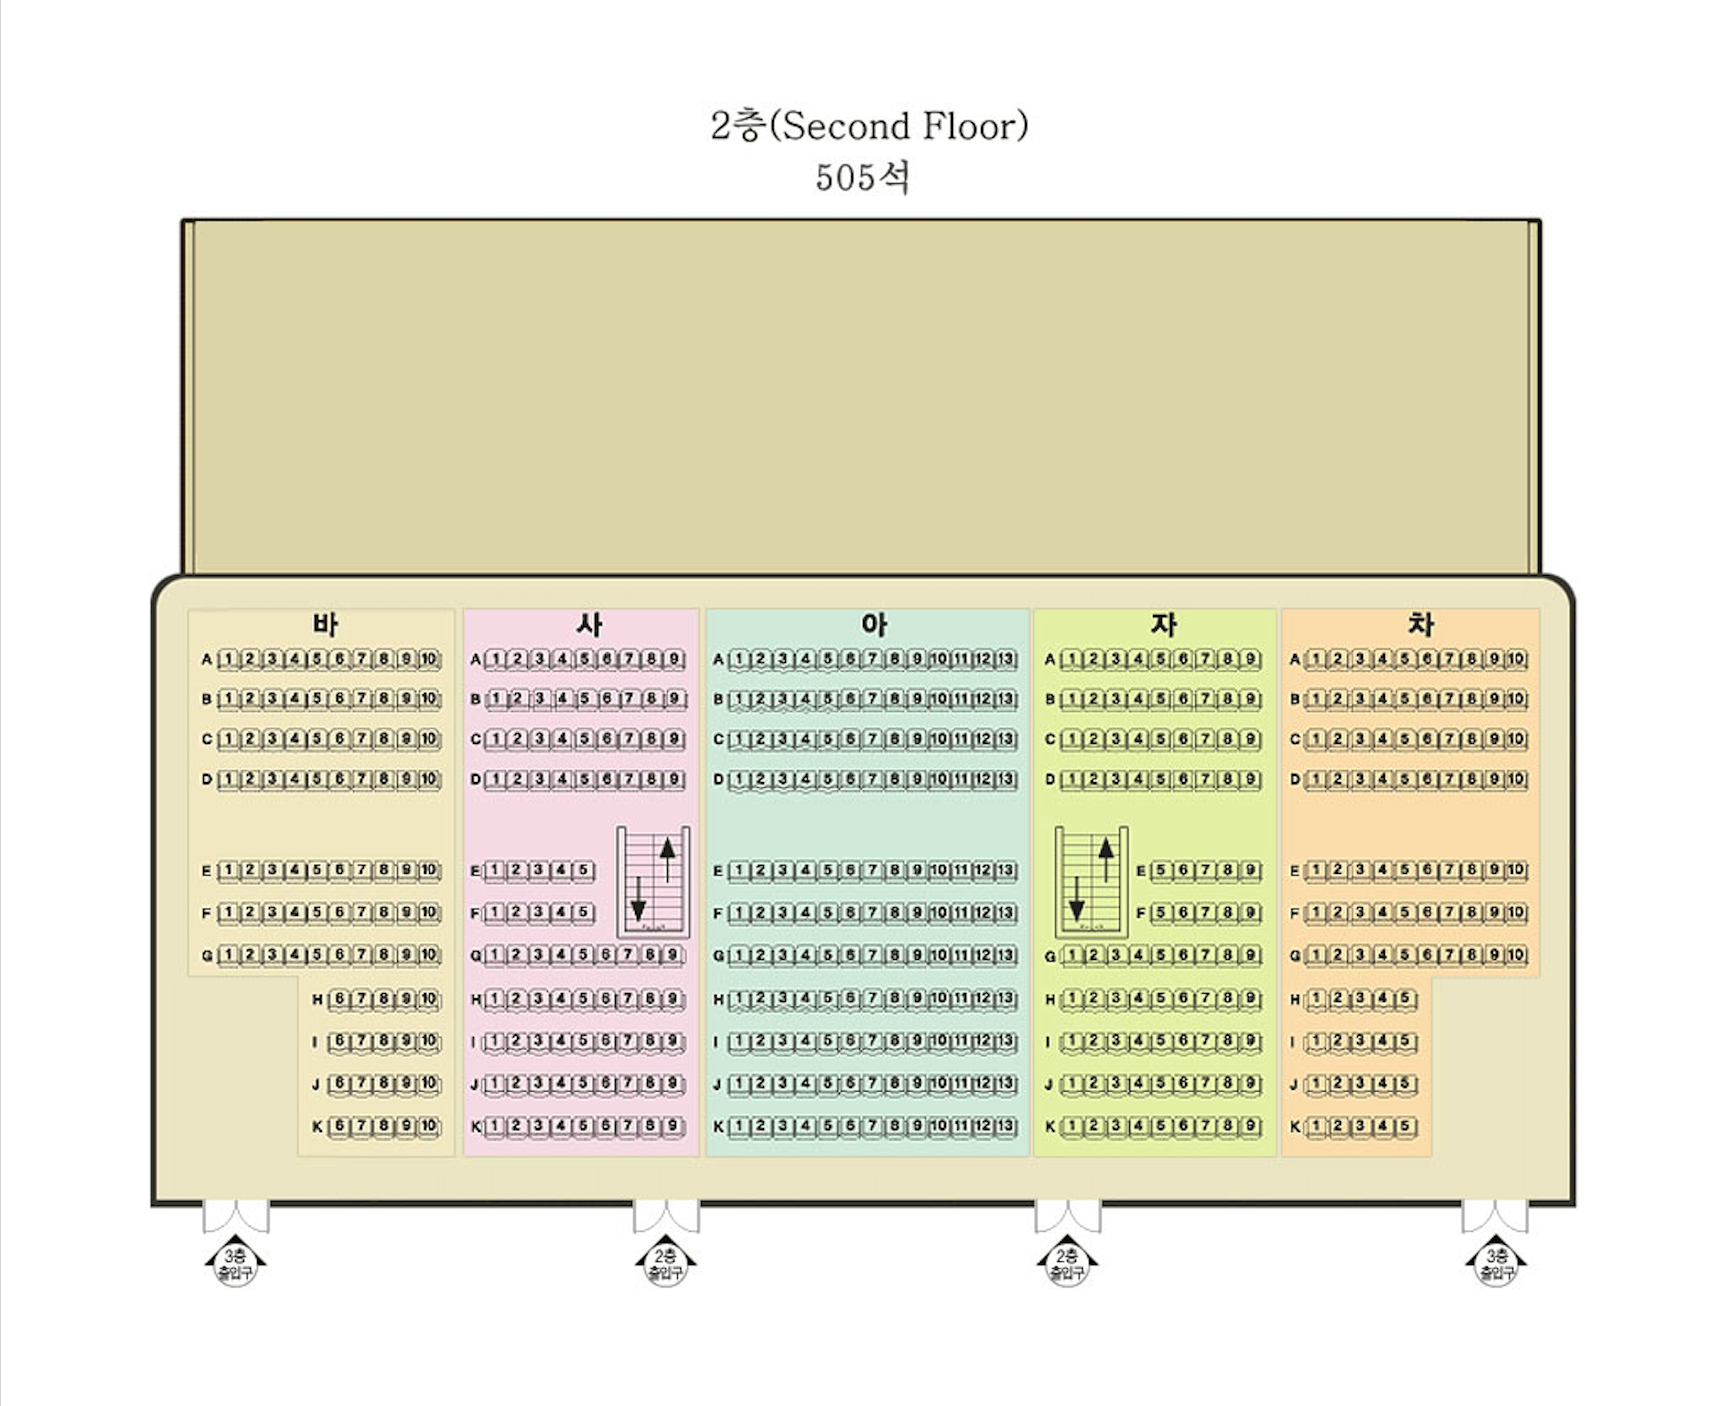 2층(Second Floor)
505석
바 사 아 자 차
A 1 2 3 4 5 6 7 8 9 10 A 1 2 3 4 5 6 7 8 9 A 1 2 3 4 5 6 7 8 9 10 11 12 13 A 1 2 3 4 5 6 7 8 9 A 1 2 3 4 5 6 7 8 9 10
B 1 2 3 4 5 6 7 8 9 10 B 1 2 3 4 5 6 7 8 9 B 1 2 3 4 5 6 7 8 9 10 11 12 13 B 1 2 3 4 5 6 7 8 9 B 1 2 3 4 5 6 7 8 9 10
C 1 2 3 4 5 6 7 8 9 10 C 1 2 3 4 5 6 7 8 9 C 1 2 3 4 5 6 7 8 9 10 11 12 13 C 1 2 3 4 5 6 7 8 9 C 1 2 3 4 5 6 7 8 9 10
D 1 2 3 4 5 6 7 8 9 10 D 1 2 3 4 5 6 7 8 9 D 1 2 3 4 5 6 7 8 9 10 11 12 13 D 1 2 3 4 5 6 7 8 9 D 1 2 3 4 5 6 7 8 9 10
E 1 2 3 4 5 6 7 8 9 10 E 1 2 3 4 5 E 1 2 3 4 5 6 7 8 9 10 11 12 13 E 5 6 7 8 9 E 1 2 3 4 5 6 7 8 9 10
F 1 2 3 4 5 6 7 8 9 10 F 1 2 3 4 5 F 1 2 3 4 5 6 7 8 9 10 11 12 13 F 5 6 7 8 9 F 1 2 3 4 5 6 7 8 9 10
G 1 2 3 4 5 6 7 8 9 10 G 1 2 3 4 5 6 7 8 9 G 1 2 3 4 5 6 7 8 9 10 11 12 13 G 1 2 3 4 5 6 7 8 9 G 1 2 3 4 5 6 7 8 9 10
H 6 7 8 9 10 H 1 2 3 4 5 6 7 8 9 H 1 2 3 4 5 6 7 8 9 10 11 12 13 H 1 2 3 4 5 6 7 8 9 H 1 2 3 4 5
I 6 7 8 9 10 I 1 2 3 4 5 6 7 8 9 I 1 2 3 4 5 6 7 8 9 10 11 12 13 I 1 2 3 4 5 6 7 8 9 I 1 2 3 4 5
J 6 7 8 9 10 J 1 2 3 4 5 6 7 8 9 J 1 2 3 4 5 6 7 8 9 10 11 12 13 J 1 2 3 4 5 6 7 8 9 J 1 2 3 4 5
K 6 7 8 9 10 K 1 2 3 4 5 6 7 8 9 K 1 2 3 4 5 6 7 8 9 10 11 12 13 K 1 2 3 4 5 6 7 8 9 K 1 2 3 4 5
3층 2층 2층 3층
출입구 출입구 출입구 출입구